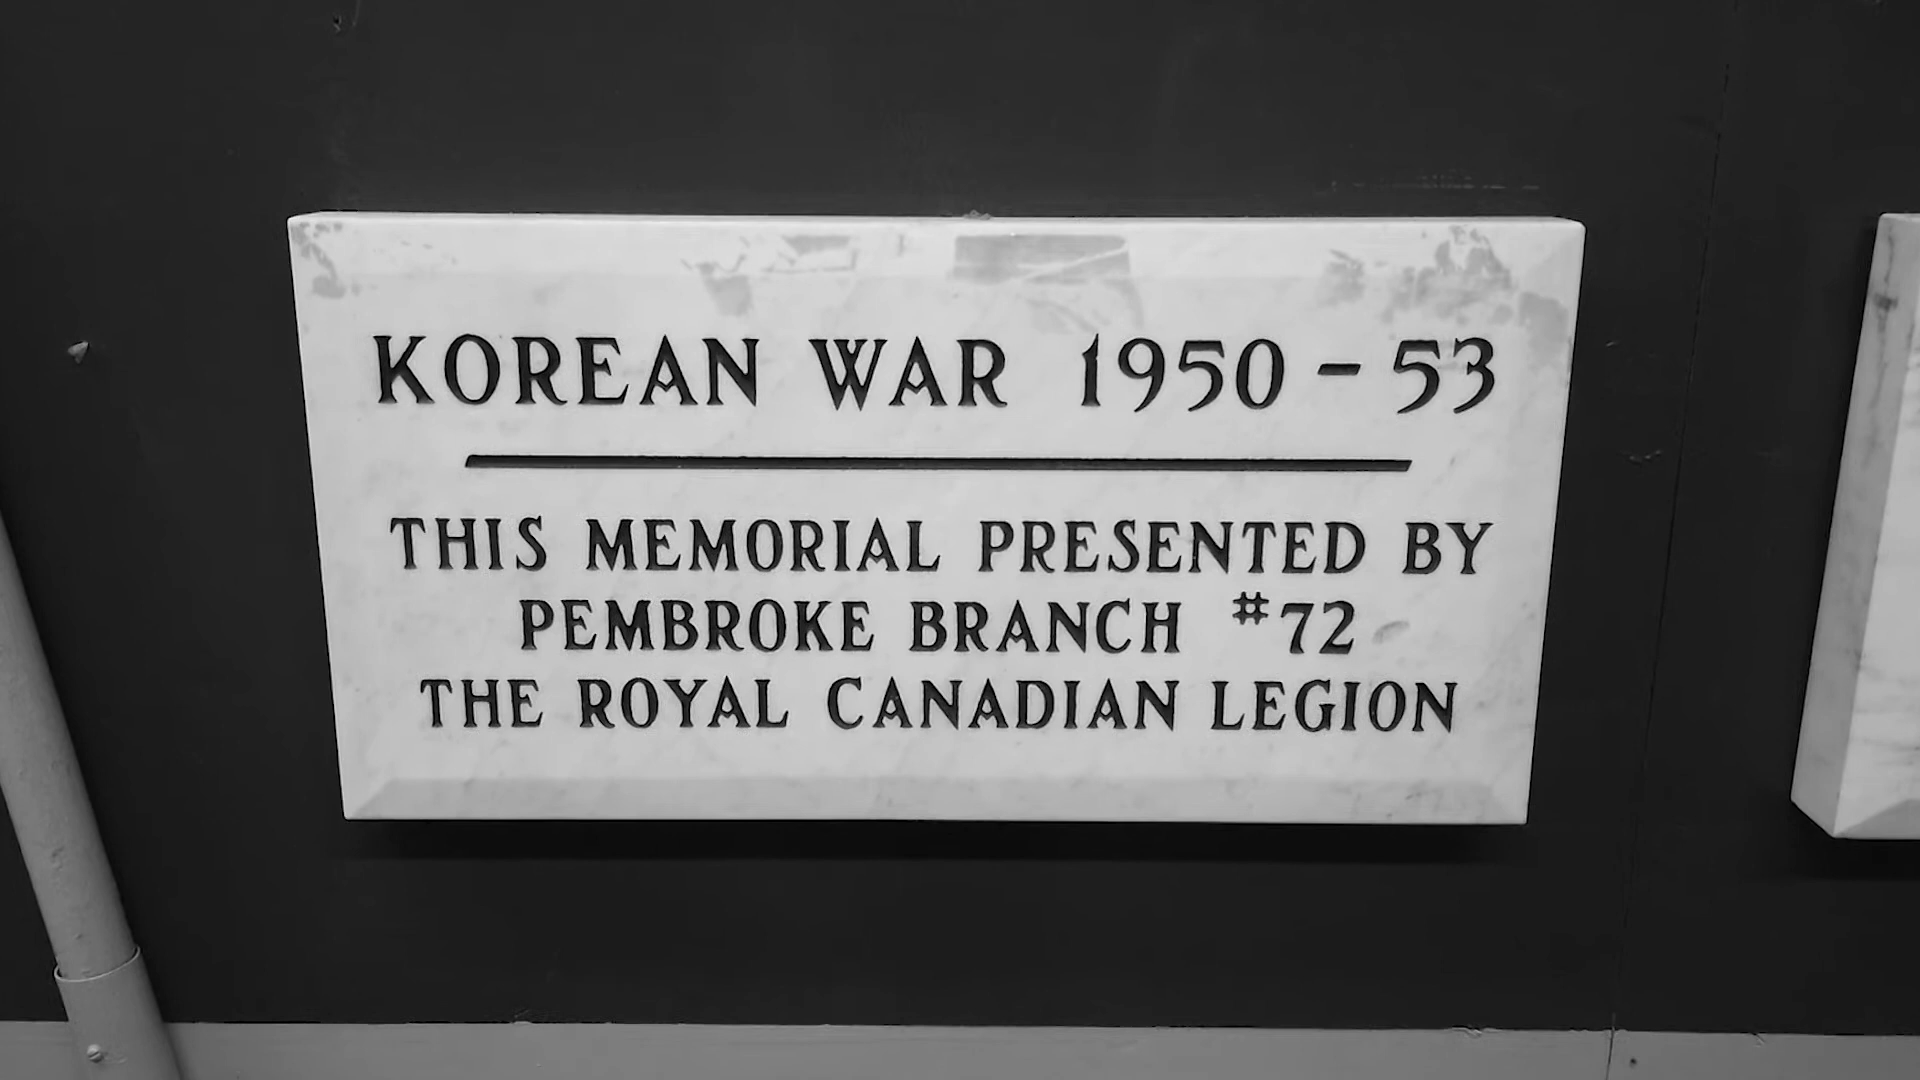 KOREAN WAR 1950 - 53
THIS MEMORIAL PRESENTED BY
PEMBROKE BRANCH #72
THE ROYAL CANADIAN LEGION